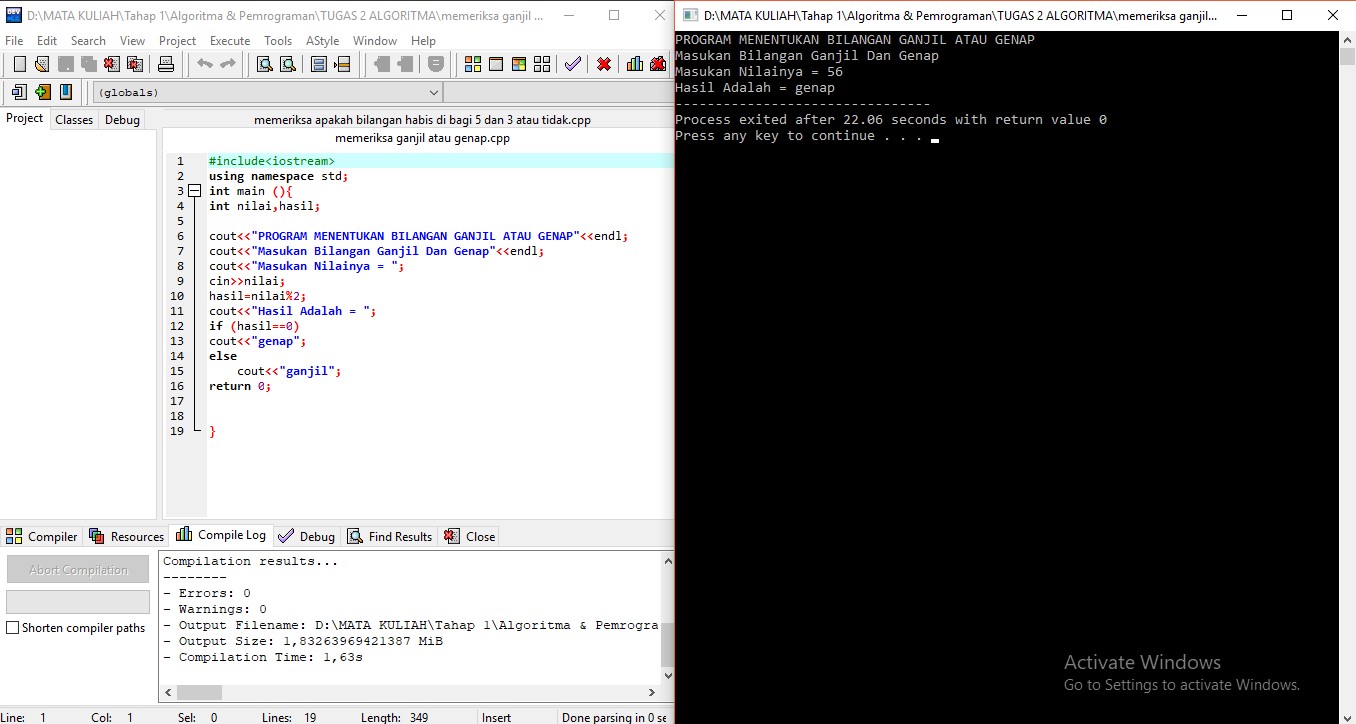 D:\MATA KULIAH\Tahap 1\Algoritma & Pemrograman\TUGAS 2 ALGORITMA\memeriksa ganjil ...
File Edit Search View Project Execute Tools AStyle Window Help
(globals)
Project Classes Debug
memeriksa apakah bilangan habis di bagi 5 dan 3 atau tidak.cpp
memeriksa ganjil atau genap.cpp
1 #include<iostream>
2 using namespace std;
3 int main (){
4 int nilai,hasil;
5
6 cout<<"PROGRAM MENENTUKAN BILANGAN GANJIL ATAU GENAP"<<endl;
7 cout<<"Masukan Bilangan Ganjil Dan Genap"<<endl;
8 cout<<"Masukan Nilainya = ";
9 cin>>nilai;
10 hasil=nilai%2;
11 cout<<"Hasil Adalah = ";
12 if (hasil==0)
13 cout<<"genap";
14 else
15 cout<<"ganjil";
16 return 0;
17
18
19 }
Compiler Resources Compile Log Debug Find Results Close
Abort Compilation
Shorten compiler paths
Compilation results...
--------
- Errors: 0
- Warnings: 0
- Output Filename: D:\MATA KULIAH\Tahap 1\Algoritma & Pemrogra
- Output Size: 1,83263969421387 MiB
- Compilation Time: 1,63s
Line: 1 Col: 1 Sel: 0 Lines: 19 Length: 349 Insert Done parsing in 0 se
D:\MATA KULIAH\Tahap 1\Algoritma & Pemrograman\TUGAS 2 ALGORITMA\memeriksa ganjil...
PROGRAM MENENTUKAN BILANGAN GANJIL ATAU GENAP
Masukan Bilangan Ganjil Dan Genap
Masukan Nilainya = 56
Hasil Adalah = genap
--------------------------------
Process exited after 22.06 seconds with return value 0
Press any key to continue . . .
Activate Windows
Go to Settings to activate Windows.